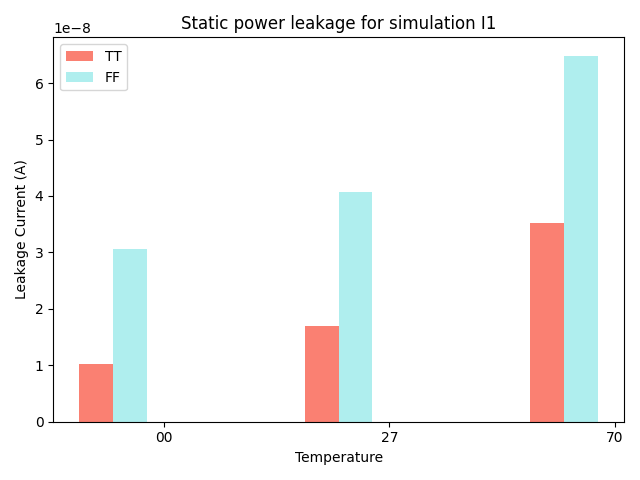 Static power leakage for simulation I1
1e−8
TT
FF
6
5
4
3
2
1
0
Leakage Current (A)
00
27
70
Temperature